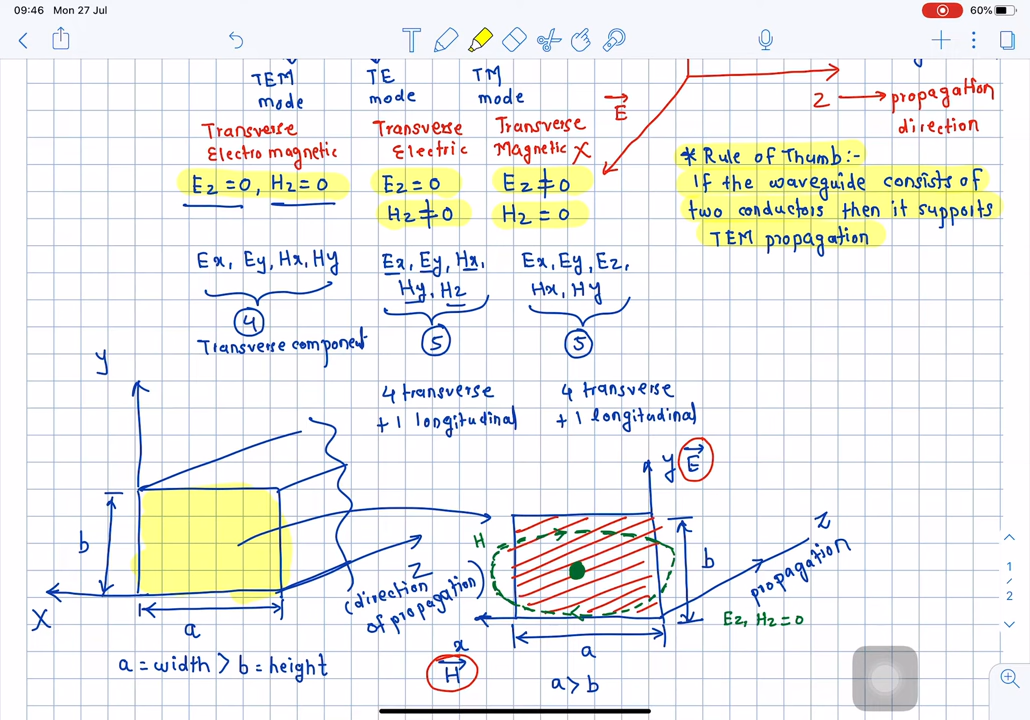 09:46 Mon 27 Jul
60%
T
TEM
mode
TE
mode
TM
mode
Transverse
Electromagnetic
Transverse
Electric
Transverse
Magnetic
Ez = 0, Hz = 0
Ez = 0
Hz ≠ 0
Ez ≠ 0
Hz = 0
Ex, Ey, Hx, Hy
4
Transverse component
Ex, Ey, Hx,
Hy, Hz
5
Ex, Ey, Ez,
Hx, Hy
5
4 transverse
+ 1 longitudinal
4 transverse
+ 1 longitudinal
E
X
Z → propagation
direction
* Rule of Thumb:-
If the waveguide consists of
two conductors then it supports
TEM propagation
y
b
X
a
Z
(direction
of propagation)
a = width > b = height
y E
H
b
Z
propagation
Ez, Hz = 0
x
H
a
a > b
1
/
2